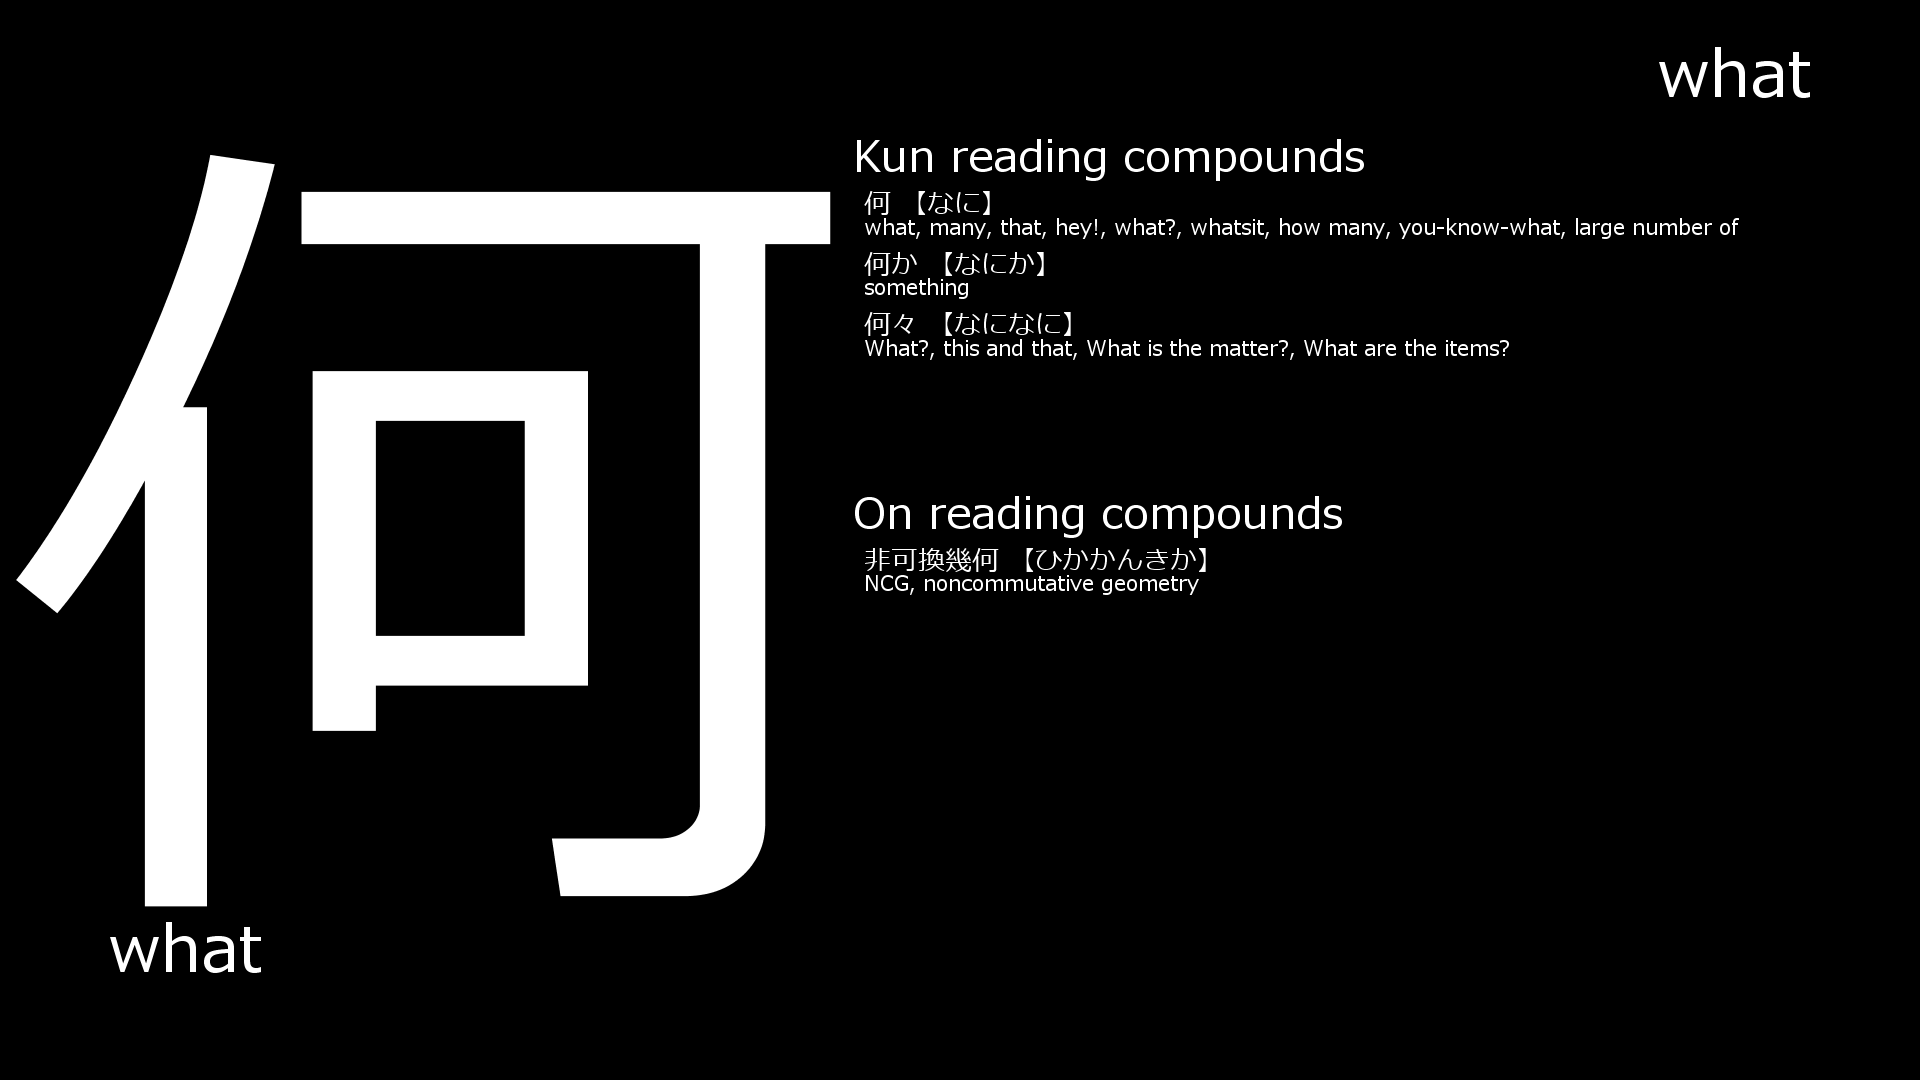 what
何
what
Kun reading compounds
何 【なに】
what, many, that, hey!, what?, whatsit, how many, you-know-what, large number of
何か 【なにか】
something
何々 【なになに】
What?, this and that, What is the matter?, What are the items?
On reading compounds
非可換幾何 【ひかかんきか】
NCG, noncommutative geometry